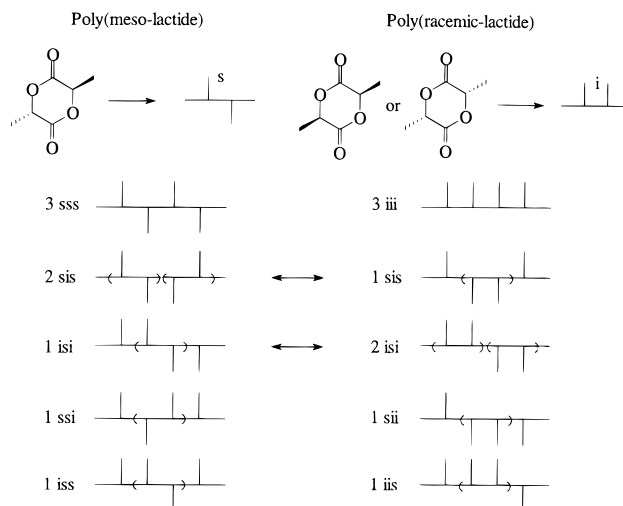 Poly(meso-lactide) Poly(racemic-lactide)
O O O
s i
O O O O
O O or O O
O O O
3 sss 3 iii
2 sis 1 sis
1 isi 2 isi
1 ssi 1 sii
1 iss 1 iis